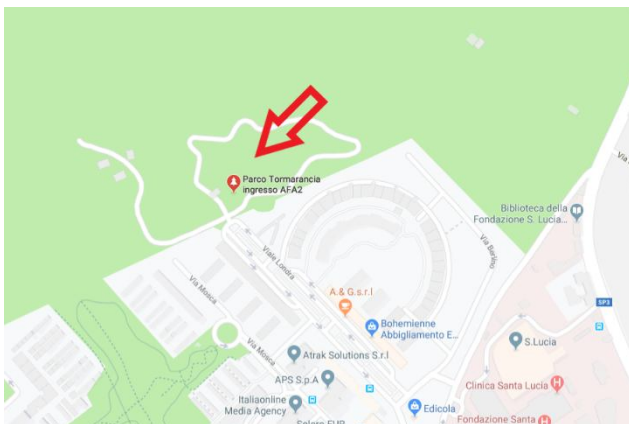 Parco Tormarancia
ingresso AFA2
Via
Biblioteca della
Fondazione S. Lucia...
Via Berlino
Viale Londra
Via Mosca
A.& G.s.r.l
SP3
Bohemienne
Abbigliamento E...
Via Mosca
S.Lucia
Atrak Solutions S.r.l
APS S.p.A
Clinica Santa Lucia
Italiaonline
Media Agency
Edicola
Fondazione Santa